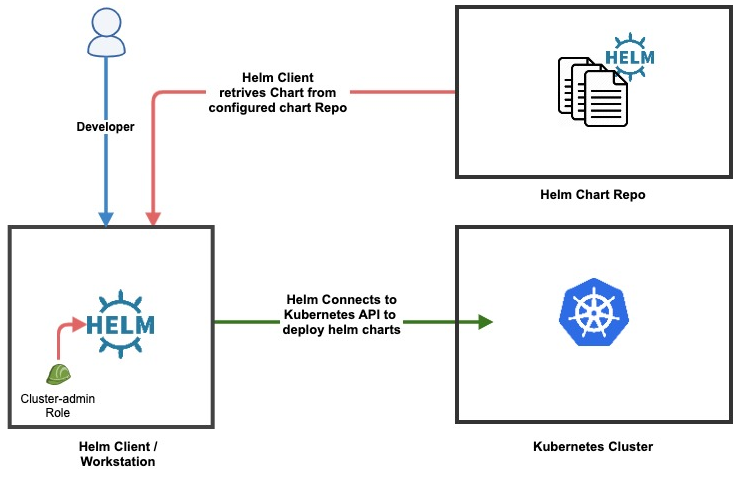 HELM
Helm Client
retrives Chart from
configured chart Repo
Developer
Helm Chart Repo
HELM
Cluster-admin
Role
Helm Connects to
Kubernetes API to
deploy helm charts
Helm Client /
Workstation
Kubernetes Cluster